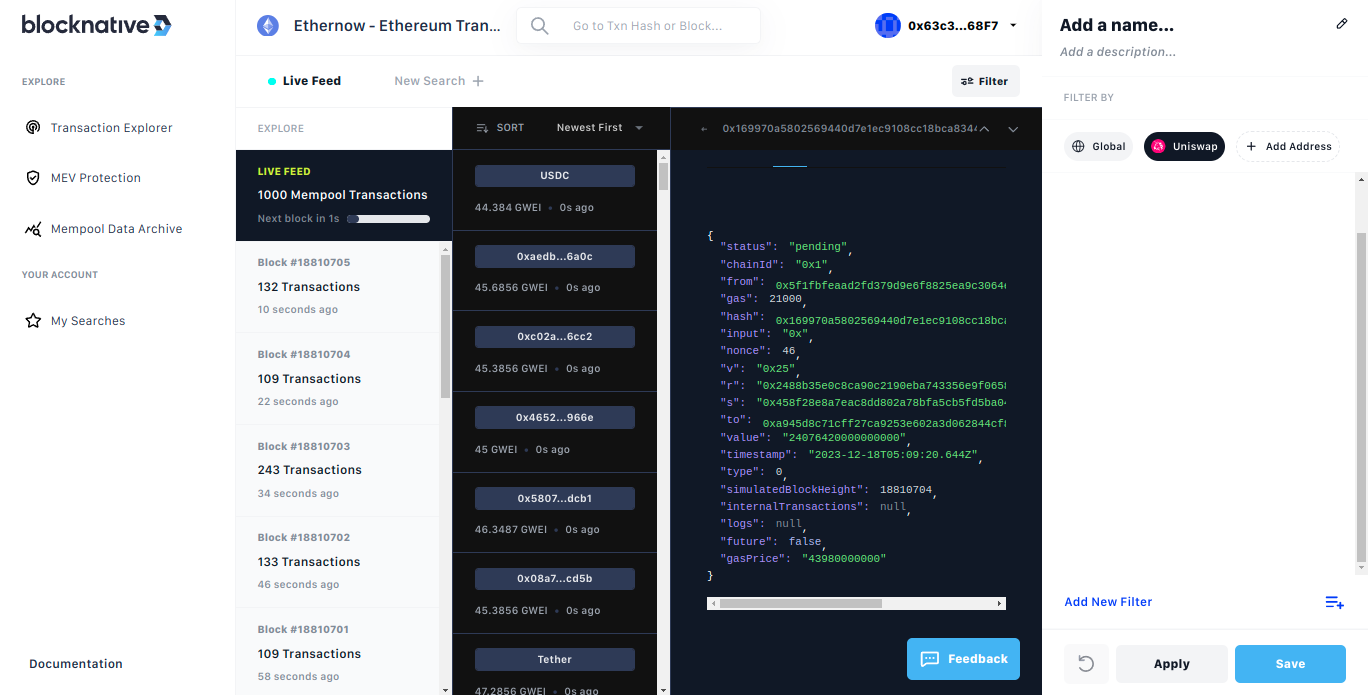 blocknative
EXPLORE
Transaction Explorer
MEV Protection
Mempool Data Archive
YOUR ACCOUNT
My Searches
Documentation
Ethernow - Ethereum Tran...
Go to Txn Hash or Block...
0x63c3...68F7
Live Feed
New Search
Filter
EXPLORE
LIVE FEED
1000 Mempool Transactions
Next block in 1s
Block #18810705
132 Transactions
10 seconds ago
Block #18810704
109 Transactions
22 seconds ago
Block #18810703
243 Transactions
34 seconds ago
Block #18810702
133 Transactions
46 seconds ago
Block #18810701
109 Transactions
58 seconds ago
SORT
Newest First
USDC
44.384 GWEI • 0s ago
0xaedb...6a0c
45.6856 GWEI • 0s ago
0xc02a...6cc2
45.3856 GWEI • 0s ago
0x4652...966e
45 GWEI • 0s ago
0x5807...dcb1
46.3487 GWEI • 0s ago
0x08a7...cd5b
45.3856 GWEI • 0s ago
Tether
47.2856 GWEI • 0s ago
0x169970a5802569440d7e1ec9108cc18bca834
{
"status": "pending",
"chainId": "0x1",
"from": 0x5f1fbfeaad2fd379d9e6f8825ea9c3064
"gas": 21000,
"hash": 0x169970a5802569440d7e1ec9108cc18bca
"input": "0x",
"nonce": 46,
"v": "0x25",
"r": "0x2488b35e0c8ca90c2190eba743356e9f0658
"s": "0x458f28e8a7eac8dd802a78bfa5cb5fd5ba04
"to": 0xa945d8c71cff27ca9253e602a3d062844cf8
"value": "24076420000000000",
"timestamp": "2023-12-18T05:09:20.644Z",
"type": 0,
"simulatedBlockHeight": 18810704,
"internalTransactions": null,
"logs": null,
"future": false,
"gasPrice": "43980000000"
}
Feedback
Add a name...
Add a description...
FILTER BY
Global
Uniswap
+ Add Address
Add New Filter
Apply
Save